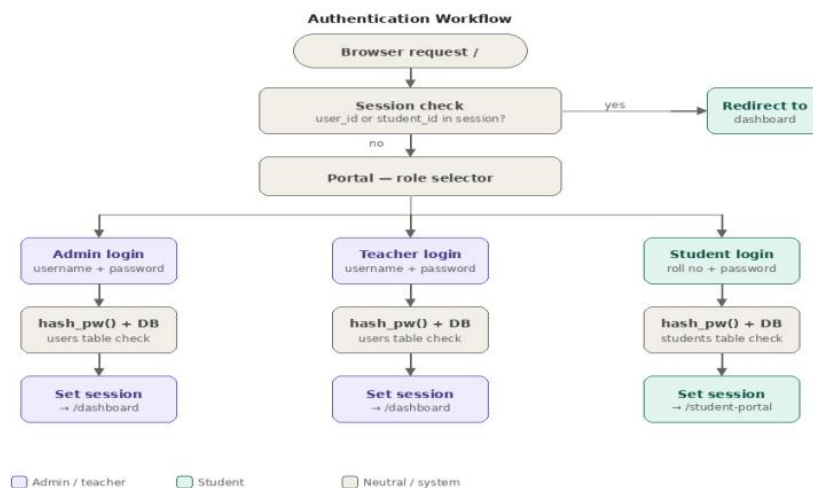 Authentication Workflow
Browser request /
Session check
user_id or student_id in session?
yes
Redirect to
dashboard
no
Portal — role selector
Admin login
username + password
Teacher login
username + password
Student login
roll no + password
hash_pw() + DB
users table check
hash_pw() + DB
users table check
hash_pw() + DB
students table check
Set session
→ /dashboard
Set session
→ /dashboard
Set session
→ /student-portal
Admin / teacher
Student
Neutral / system